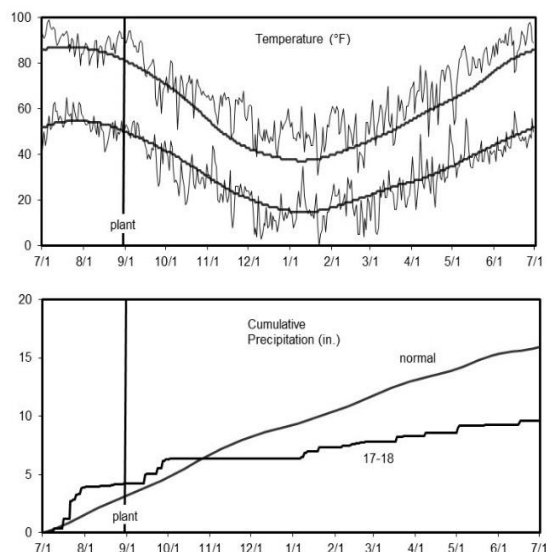 100
Temperature (°F)
80
60
40
20
plant
0
7/1 8/1 9/1 10/1 11/1 12/1 1/1 2/1 3/1 4/1 5/1 6/1 7/1
20
Cumulative
Precipitation (in.)
normal
15
10
17-18
5
plant
0
7/1 8/1 9/1 10/1 11/1 12/1 1/1 2/1 3/1 4/1 5/1 6/1 7/1